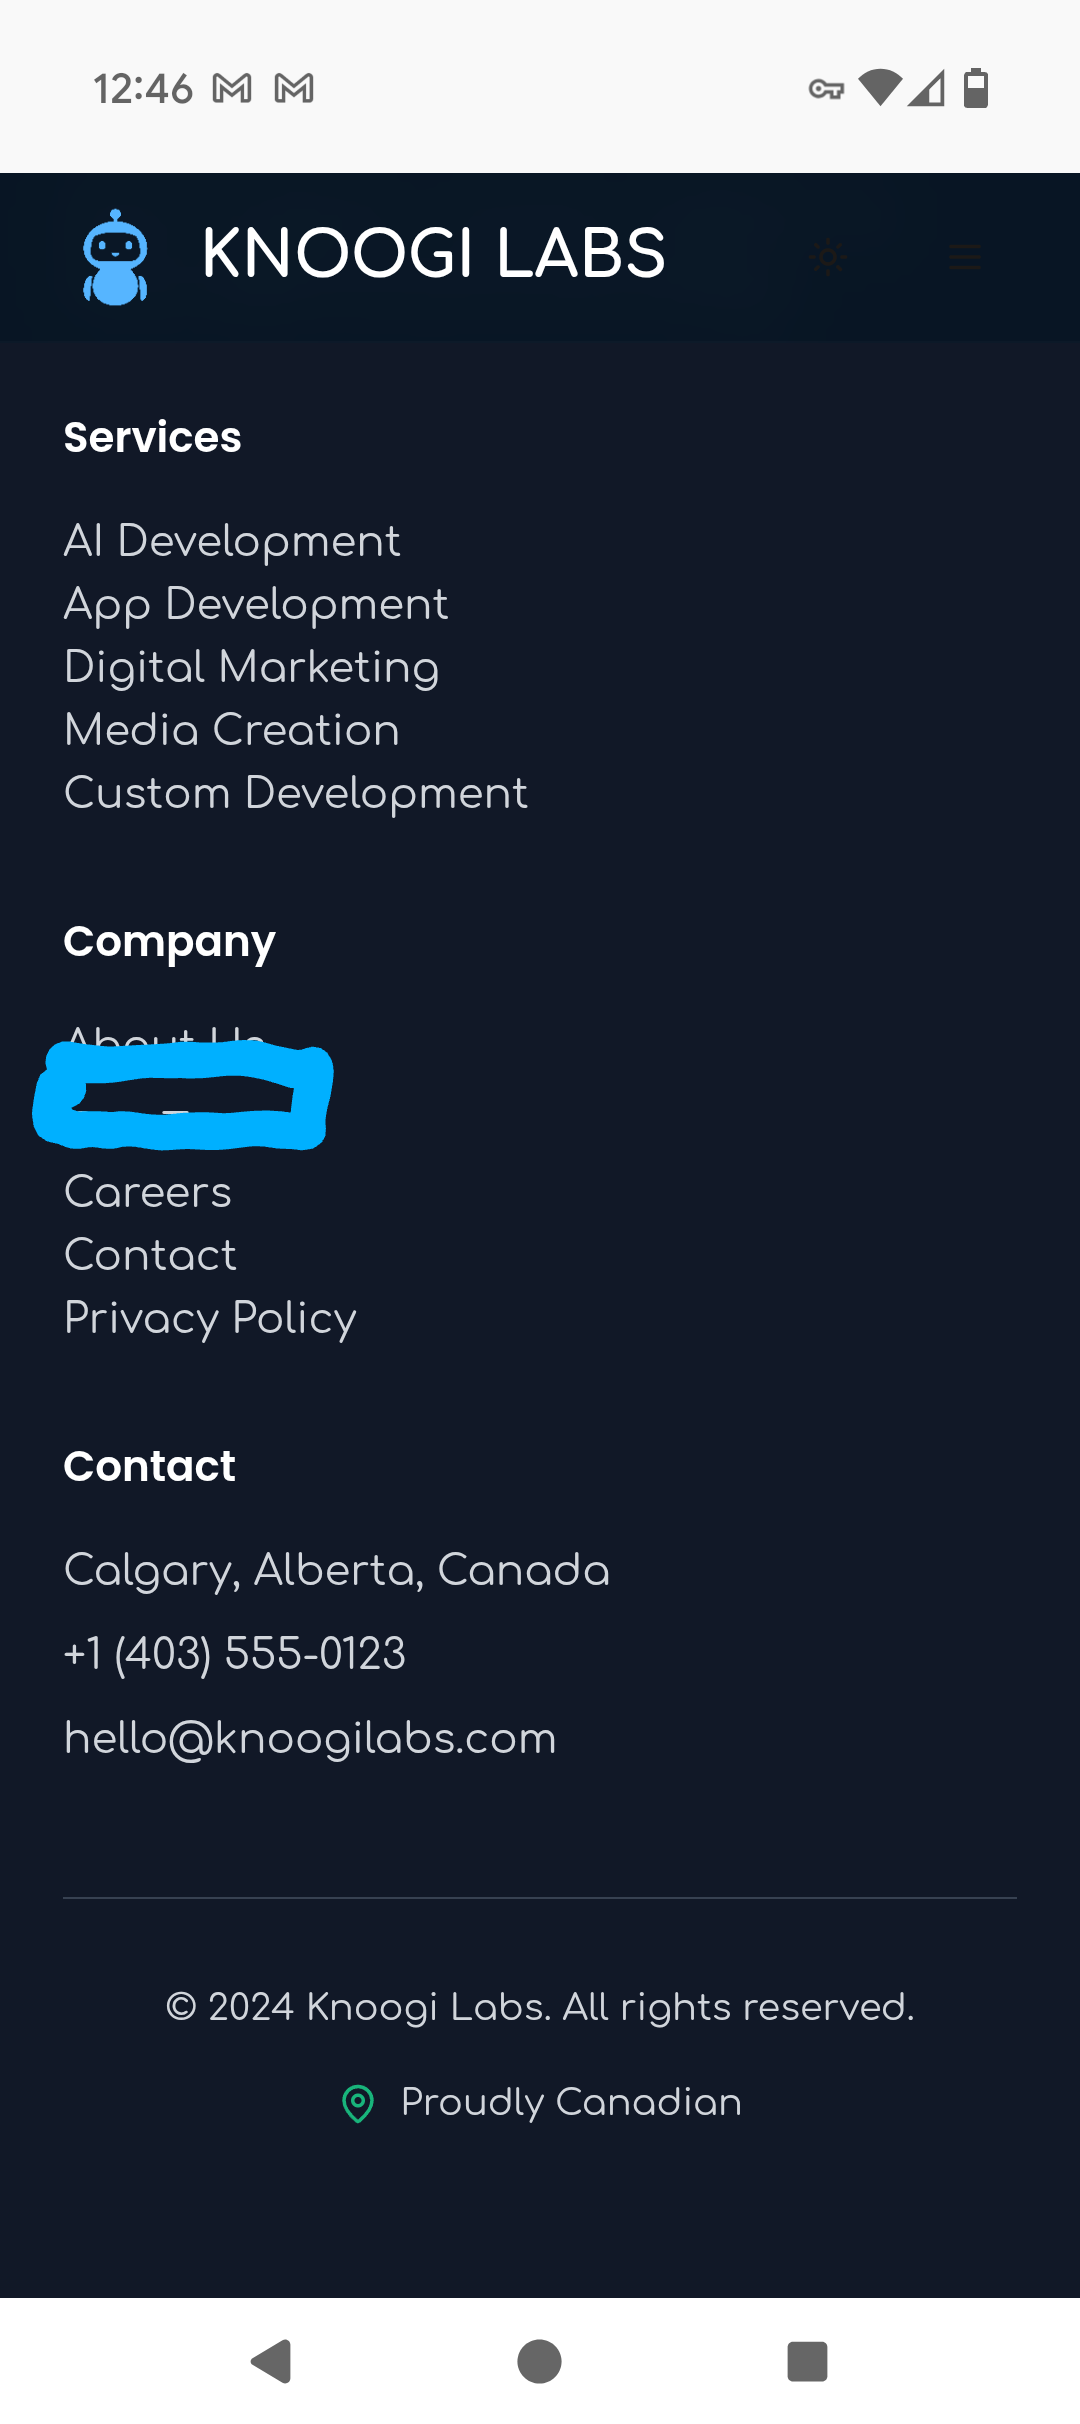 12:46
KNOOGI LABS
Services
AI Development
App Development
Digital Marketing
Media Creation
Custom Development
Company
About Us
Careers
Contact
Privacy Policy
Contact
Calgary, Alberta, Canada
+1 (403) 555-0123
hello@knoogilabs.com
© 2024 Knoogi Labs. All rights reserved.
Proudly Canadian